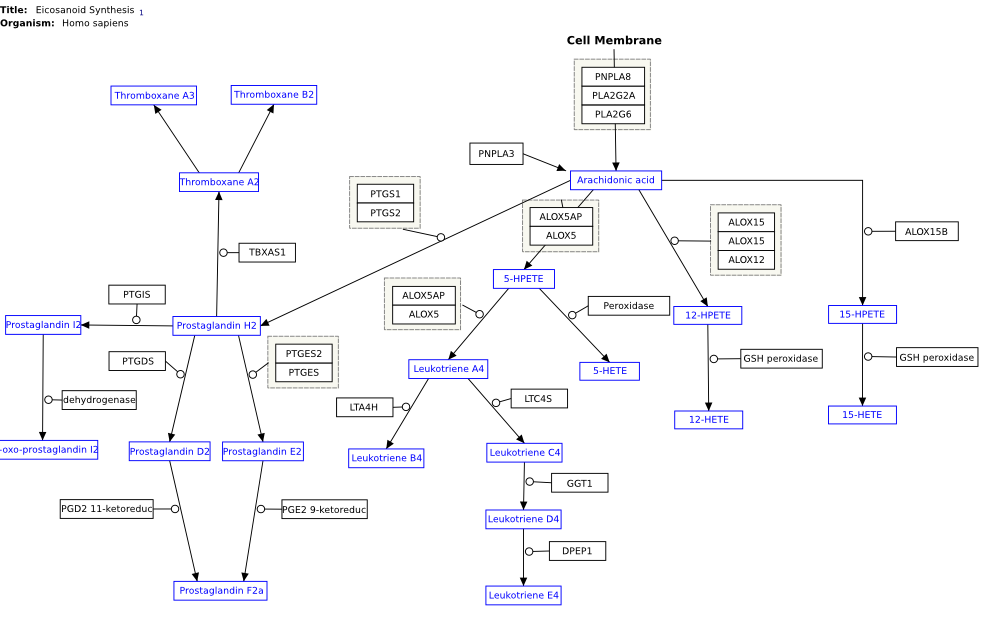 Title: Eicosanoid Synthesis 1
Organism: Homo sapiens
Cell Membrane
PNPLA8
PLA2G2A
PLA2G6
Thromboxane A3
Thromboxane B2
PNPLA3
Arachidonic acid
Thromboxane A2
PTGS1
PTGS2
ALOX5AP
ALOX5
ALOX15
ALOX15
ALOX12
ALOX15B
TBXAS1
5-HPETE
PTGIS
ALOX5AP
ALOX5
Peroxidase
12-HPETE
15-HPETE
Prostaglandin I2
Prostaglandin H2
PTGDS
PTGES2
PTGES
Leukotriene A4
5-HETE
GSH peroxidase
GSH peroxidase
dehydrogenase
LTA4H
LTC4S
12-HETE
15-HETE
-oxo-prostaglandin I2
Prostaglandin D2
Prostaglandin E2
Leukotriene B4
Leukotriene C4
GGT1
PGD2 11-ketoreduc
PGE2 9-ketoreduc
Leukotriene D4
DPEP1
Prostaglandin F2a
Leukotriene E4